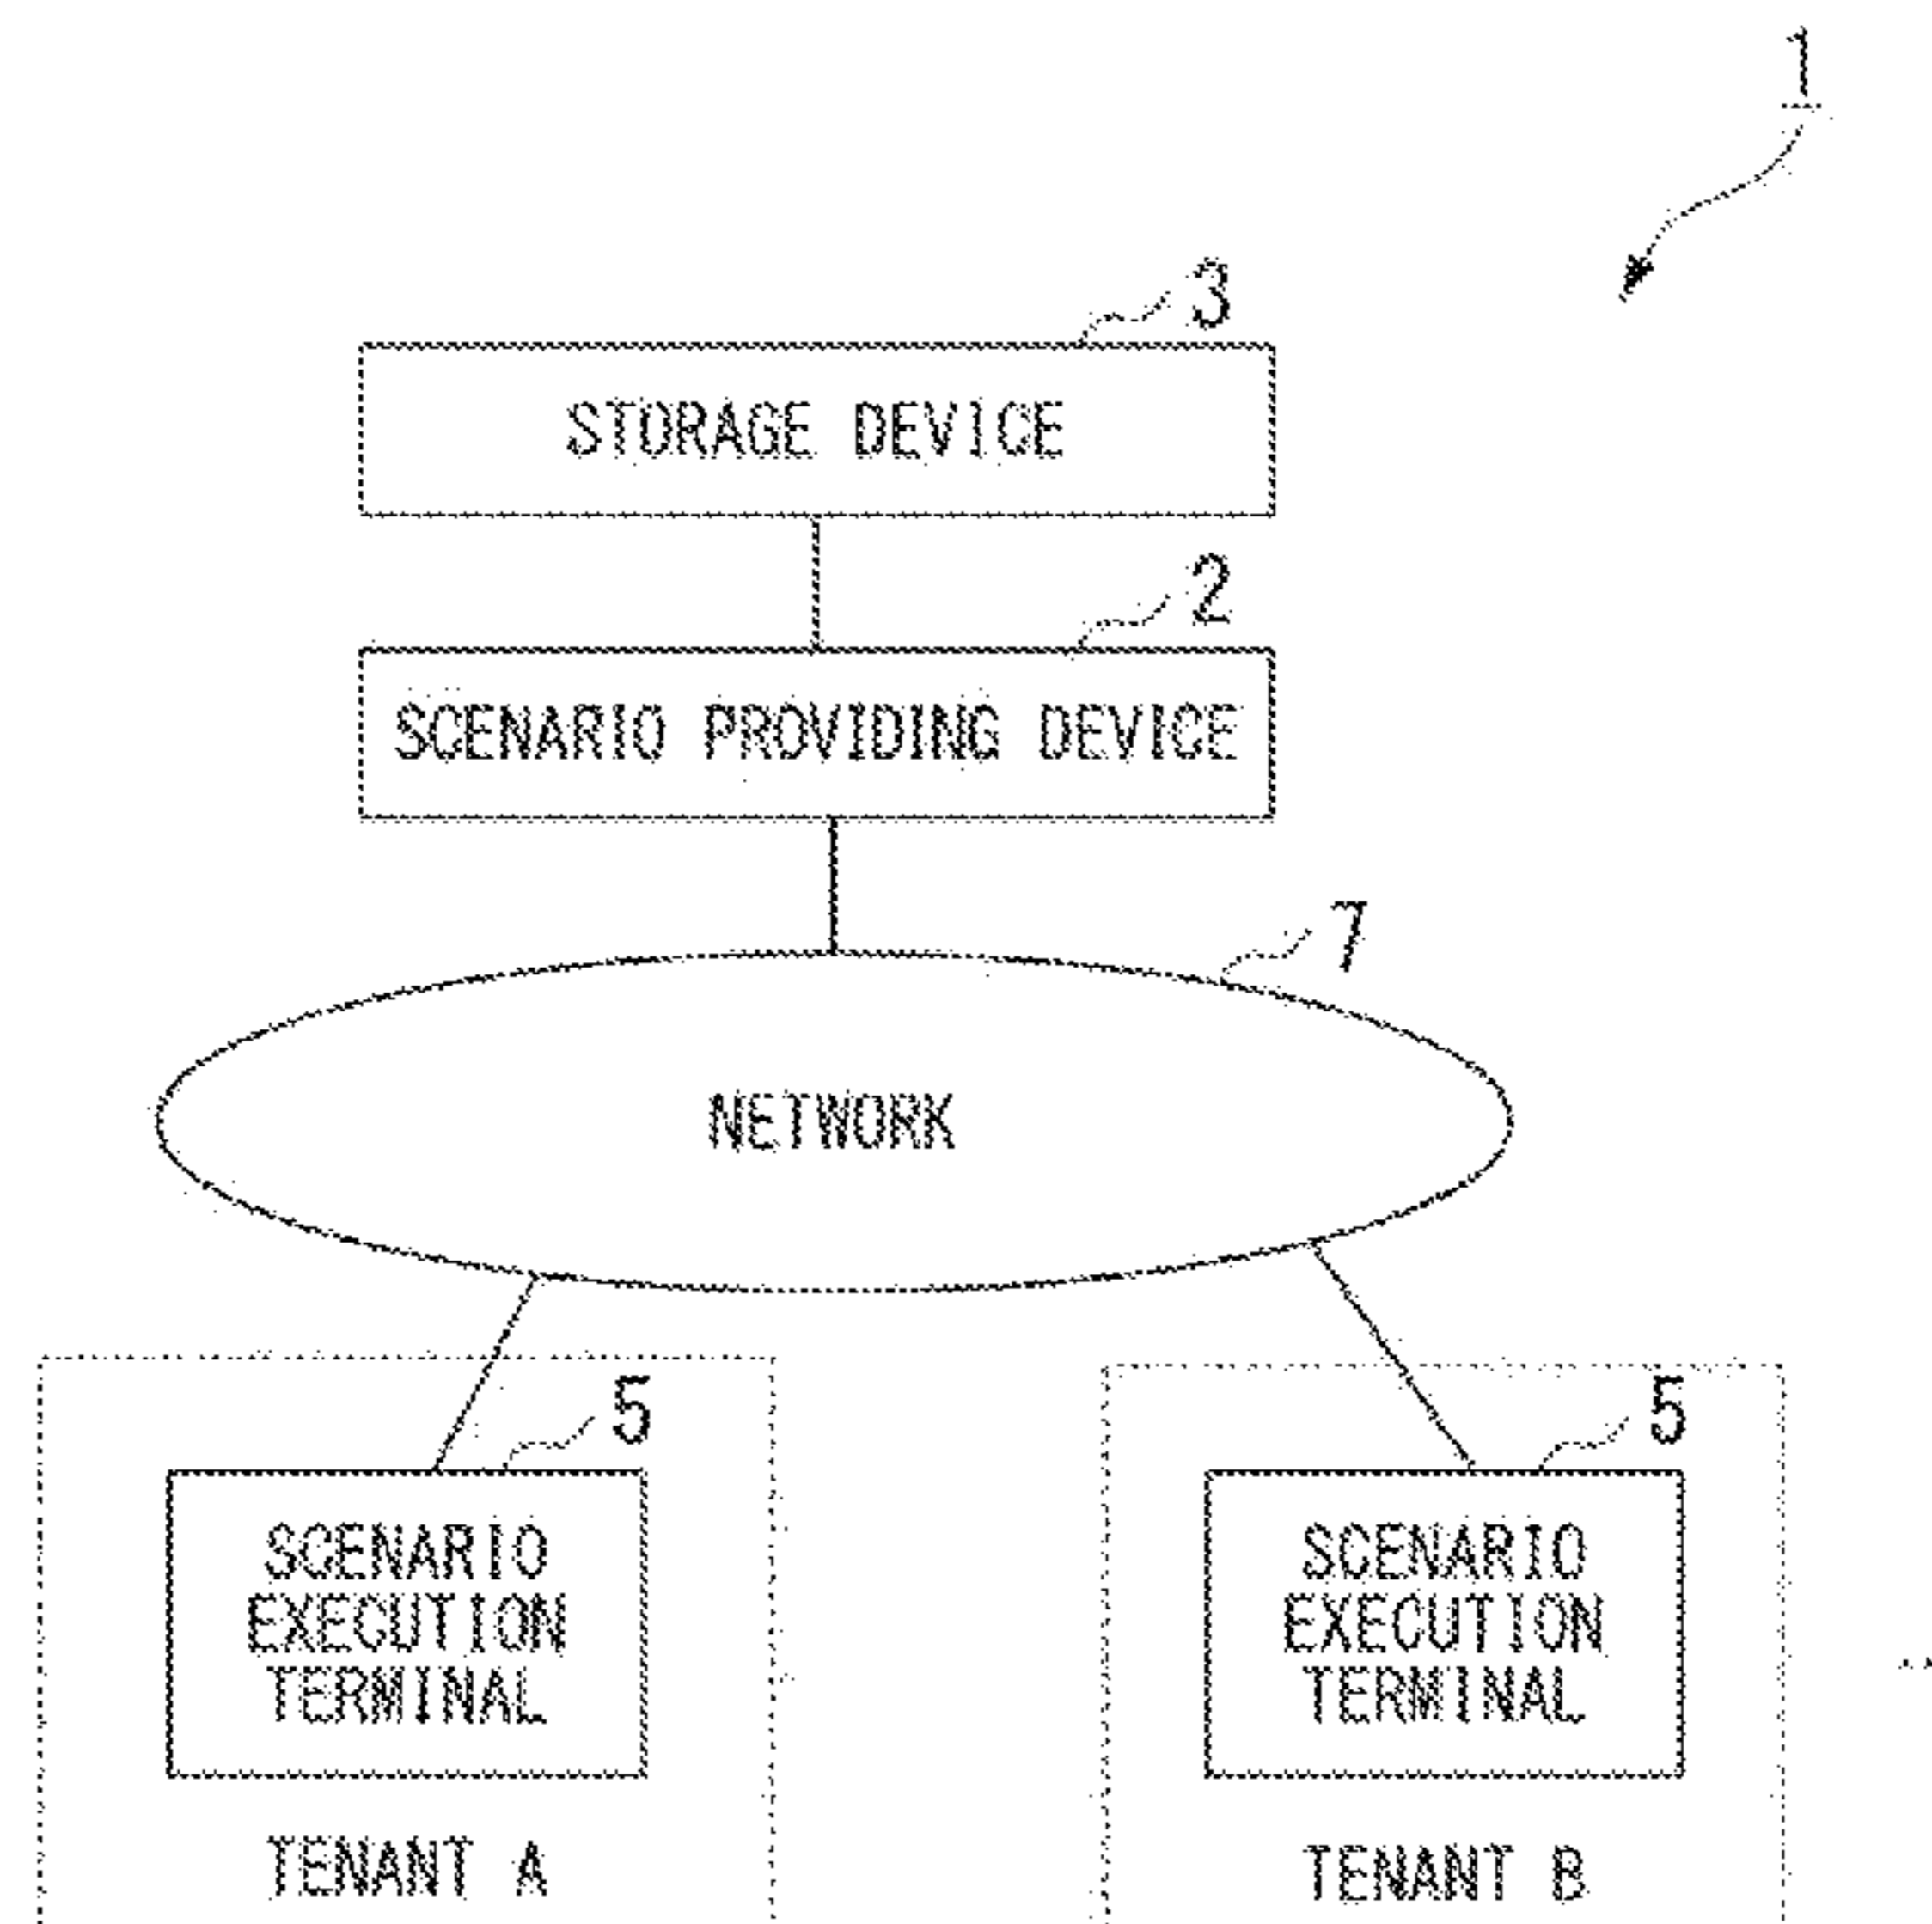 1
3
STORAGE DEVICE
2
SCENARIO PROVIDING DEVICE
7
NETWORK
5
SCENARIO
EXECUTION
TERMINAL
TENANT A
5
SCENARIO
EXECUTION
TERMINAL
TENANT B